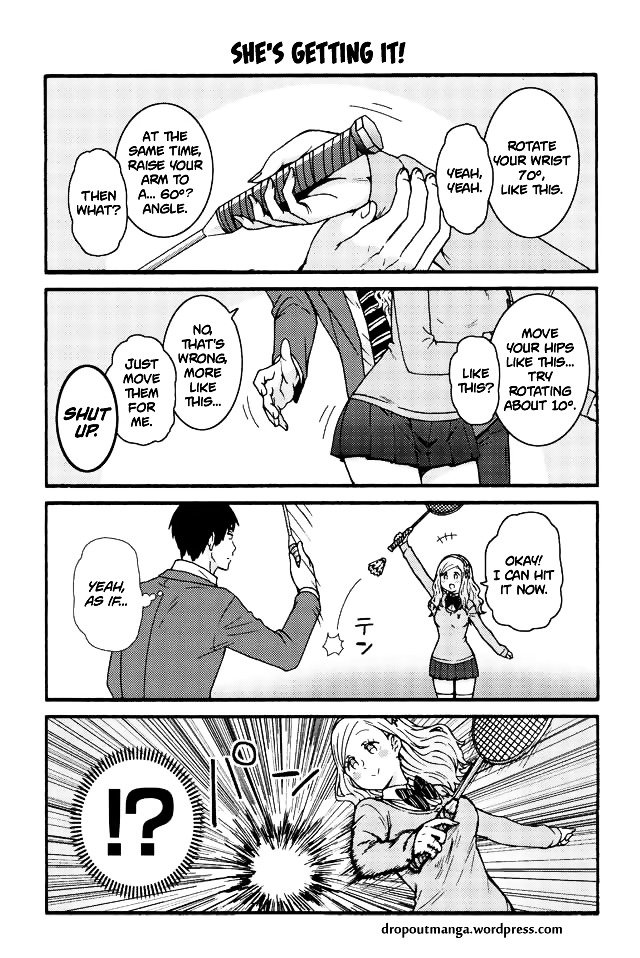 SHE'S GETTING IT!
ROTATE
YOUR WRIST
70°,
LIKE THIS.
YEAH,
YEAH.
AT THE
SAME TIME,
RAISE YOUR
ARM TO
A... 60°?
ANGLE.
THEN
WHAT?
MOVE
YOUR HIPS
LIKE THIS...
TRY
ROTATING
ABOUT 10°.
LIKE
THIS?
NO,
THAT'S
WRONG,
MORE
LIKE
THIS...
JUST
MOVE
THEM
FOR
ME.
SHUT
UP.
OKAY!
I CAN HIT
IT NOW.
テン
YEAH,
AS IF...
パーン
!?
dropoutmanga.wordpress.com